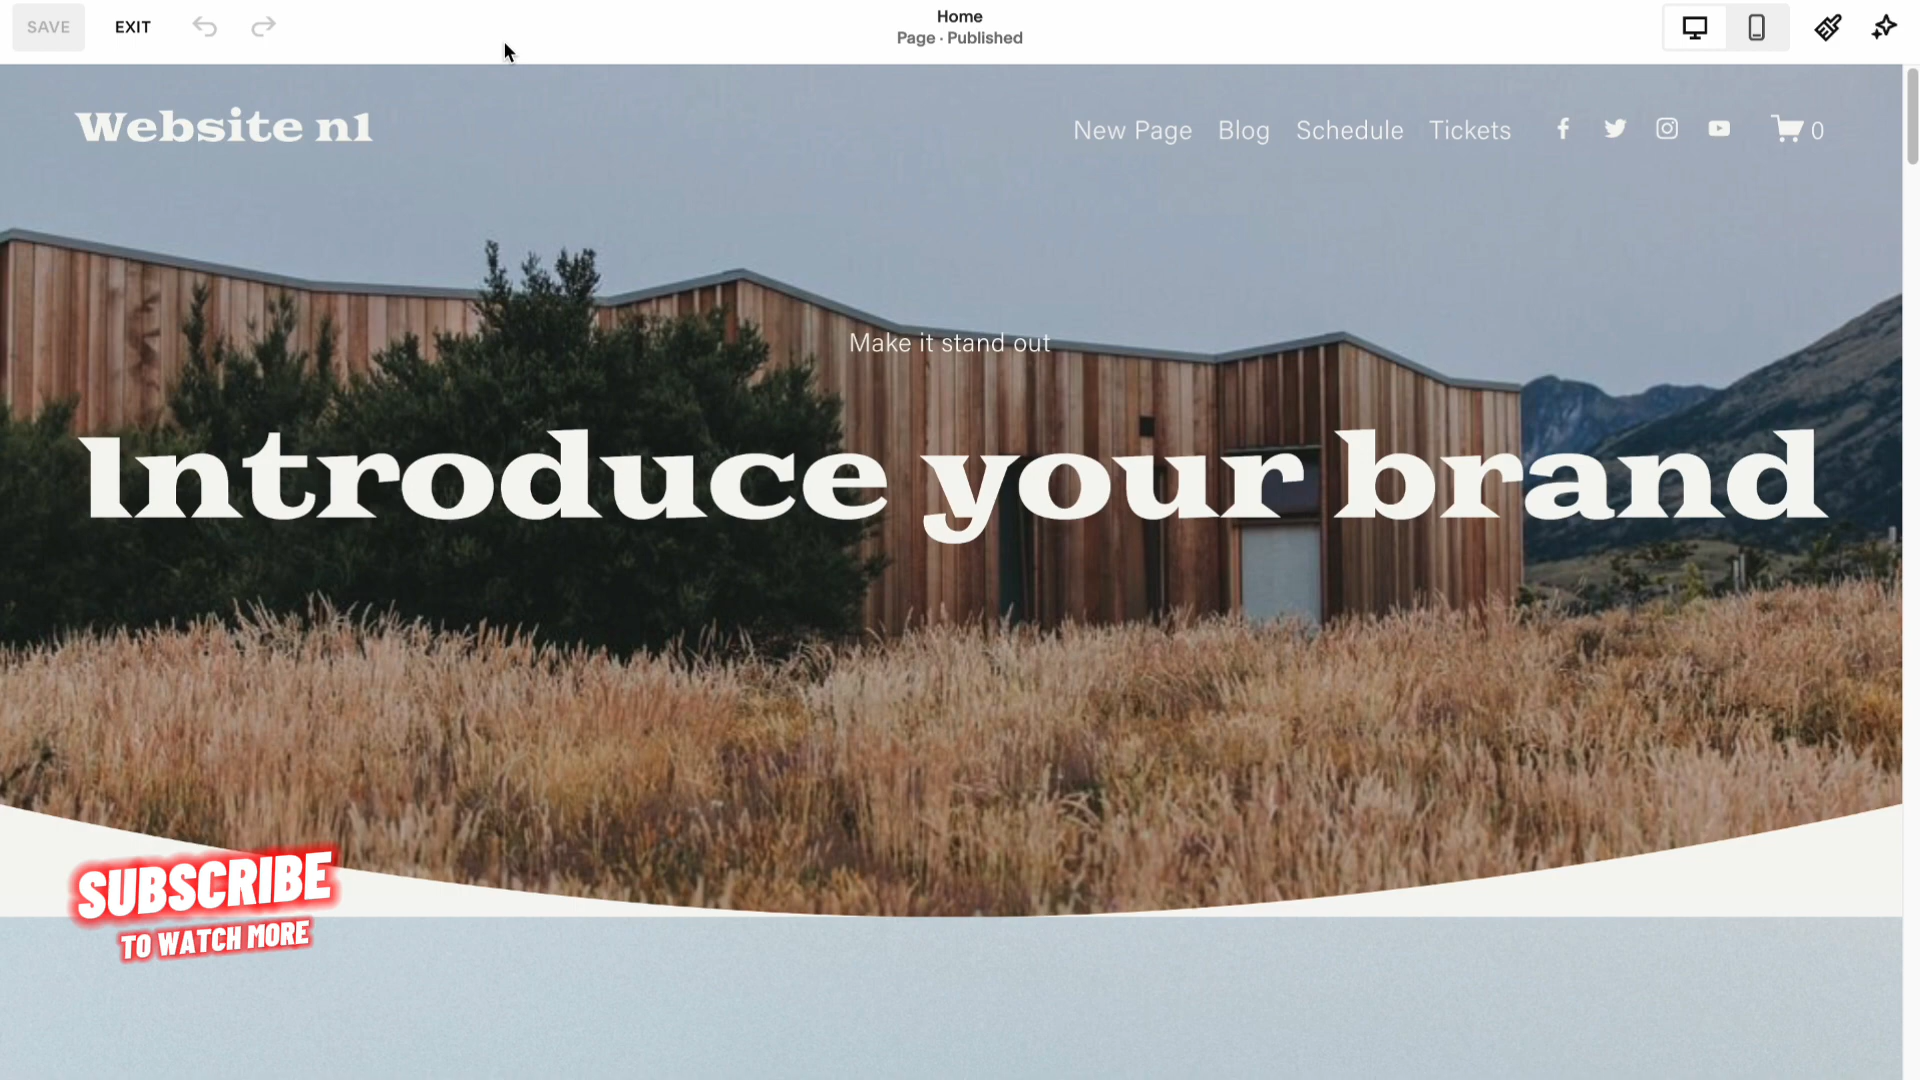 SAVE EXIT
Home
Page · Published
Website n1
New Page Blog Schedule Tickets 0
Make it stand out
Introduce your brand
SUBSCRIBE
TO WATCH MORE